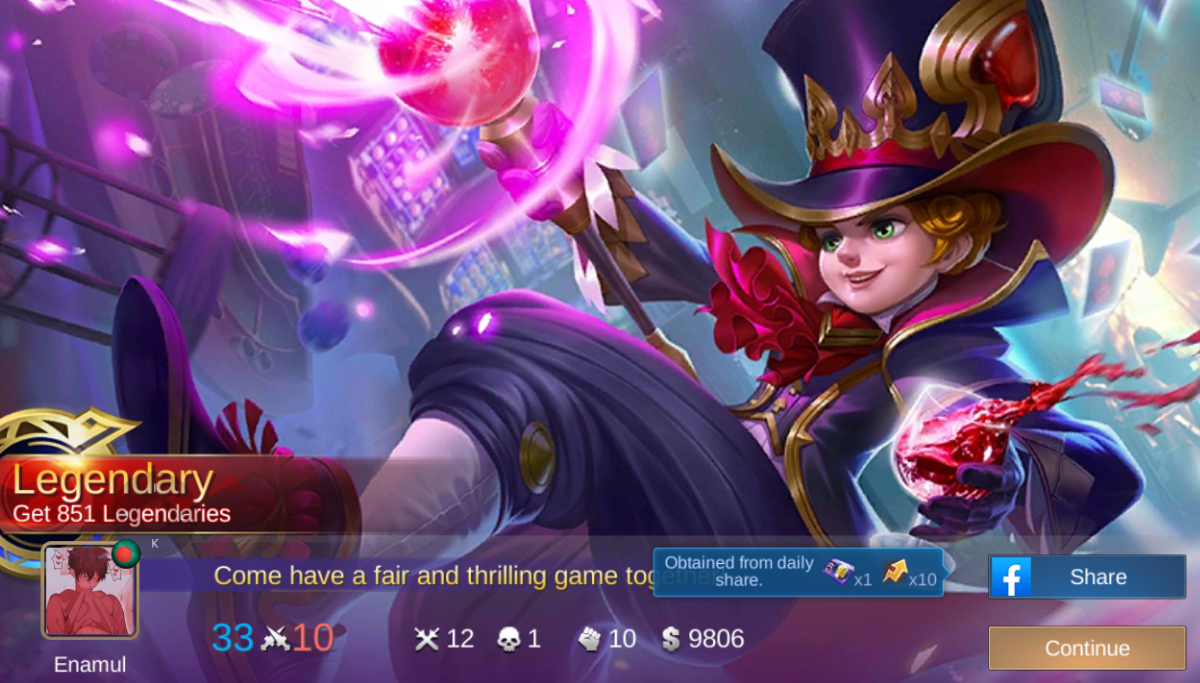 Legendary
Get 851 Legendaries
K
Come have a fair and thrilling game together
Obtained from daily
share.
x1
x10
f
Share
33 10
12 1 10 $ 9806
Enamul
Continue